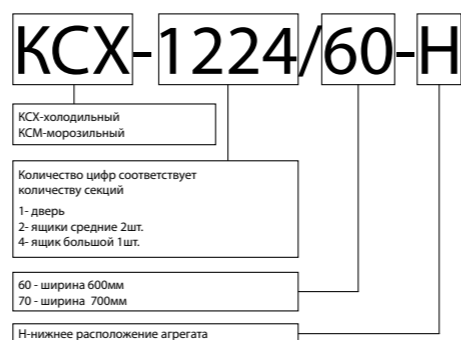 КСХ-1224/60-Н
КСХ-холодильный
КСМ-морозильный
Количество цифр соответствует
количеству секций
1- дверь
2- ящики средние 2шт.
4- ящик большой 1шт.
60 - ширина 600мм
70 - ширина 700мм
Н-нижнее расположение агрегата